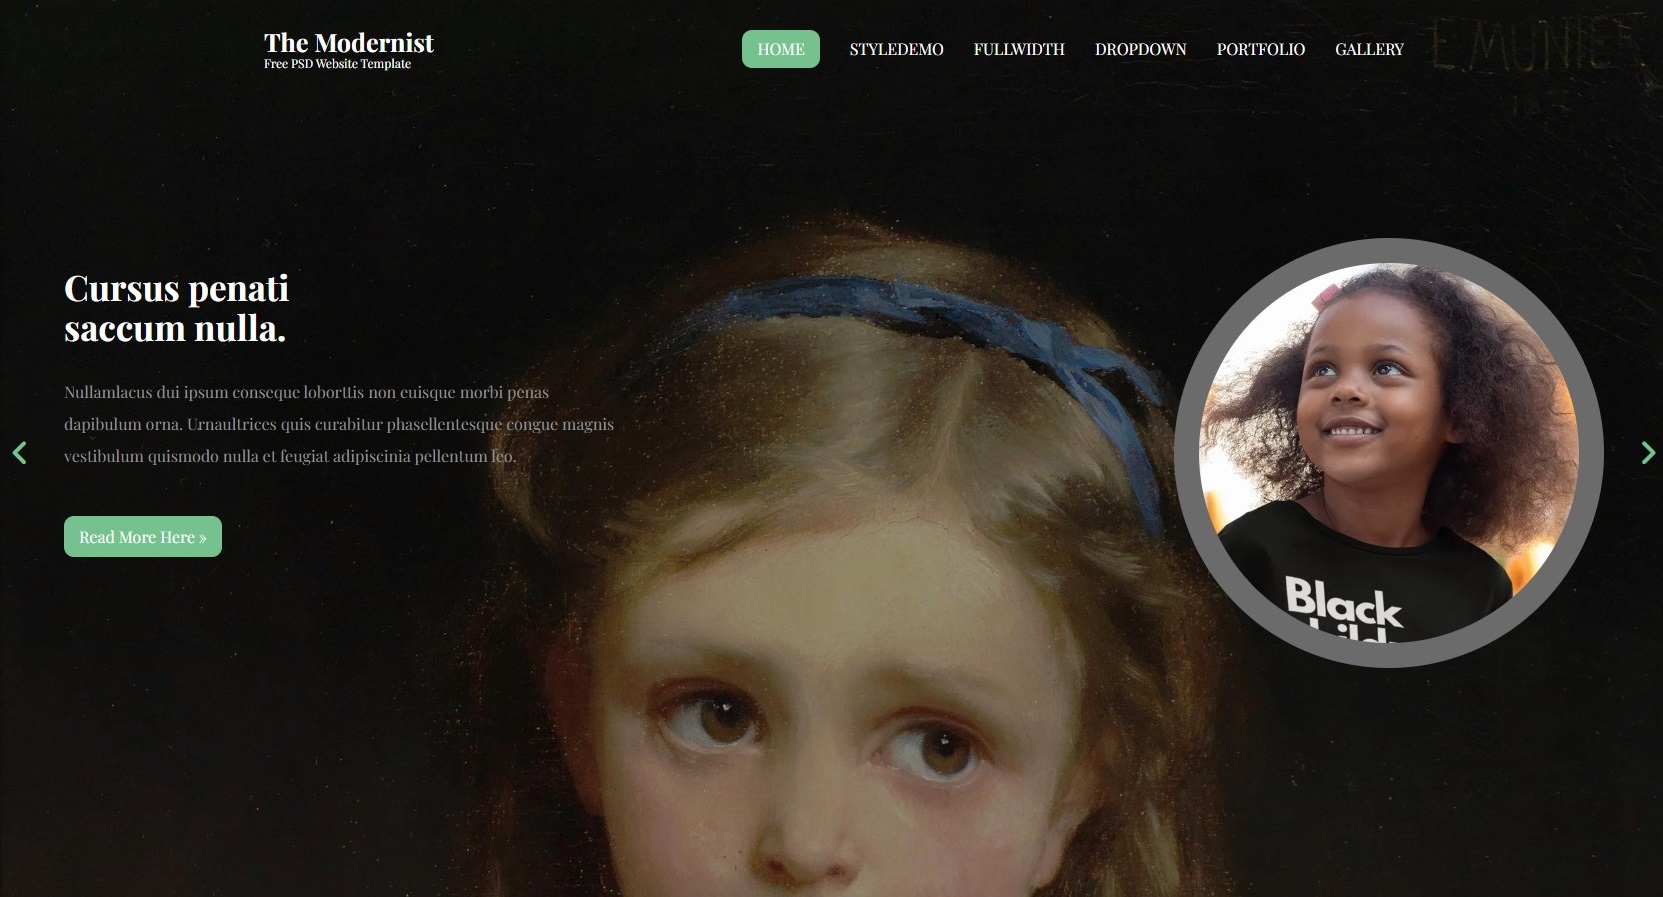 The Modernist
Free PSD Website Template
HOME STYLEDEMO FULLWIDTH DROPDOWN PORTFOLIO GALLERY
E. MUNIER
Cursus penati
saccum nulla.
Nullamlacus dui ipsum conseque loborttis non euisque morbi penas
dapibulum orna. Urnaultrices quis curabitur phasellentesque congue magnis
vestibulum quismodo nulla et feugiat adipiscinia pellentum leo.
Read More Here »
Black